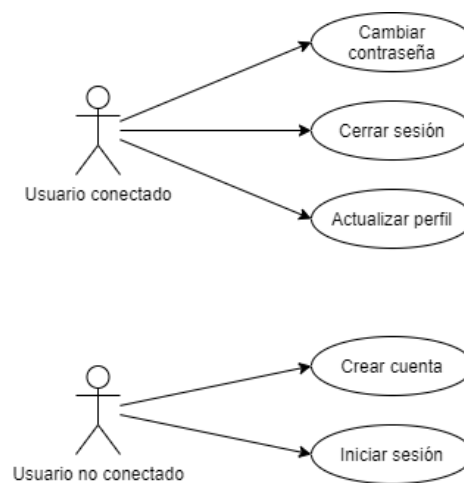 Cambiar
contraseña
Cerrar sesión
Usuario conectado
Actualizar perfil
Crear cuenta
Iniciar sesión
Usuario no conectado